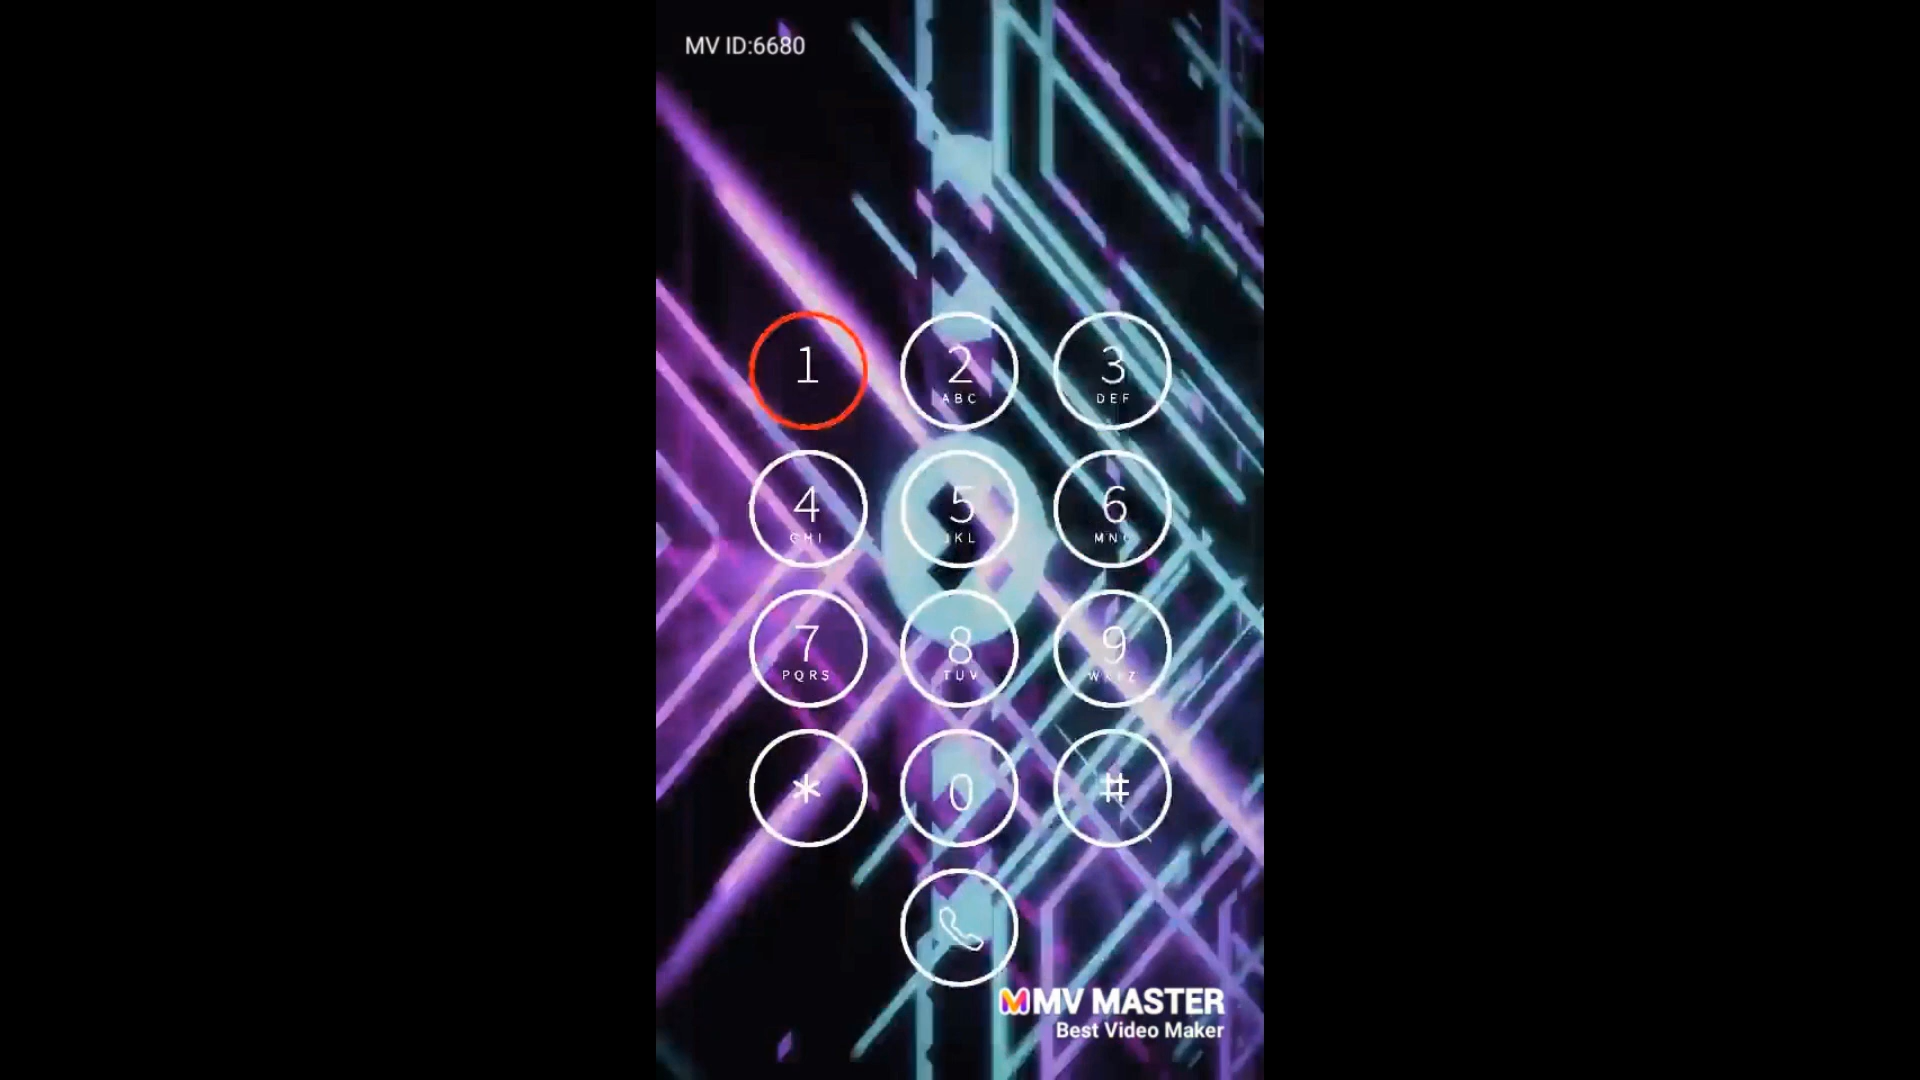 MV ID:6680
1 2 3
ABC DEF
4 5 6
GHI JKL
7 8 9
PQRS TUV
* 0 #
MV MASTER
Best Video Maker